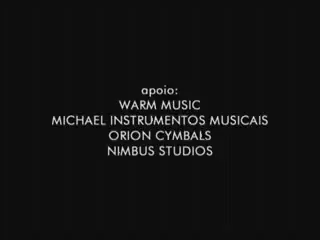 apoio:
WARM MUSIC
MICHAEL INSTRUMENTOS MUSICAIS
ORION CYMBALS
NIMBUS STUDIOS